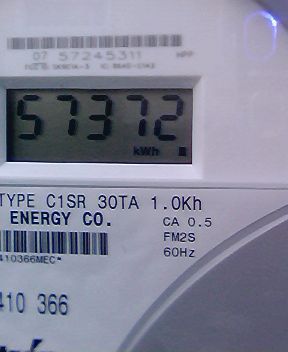 07 57245311 HPP
57372
kWh
TYPE C1SR 30TA 1.0Kh
ENERGY CO.
CA 0.5
FM2S
60Hz
410366MEC*
410 366